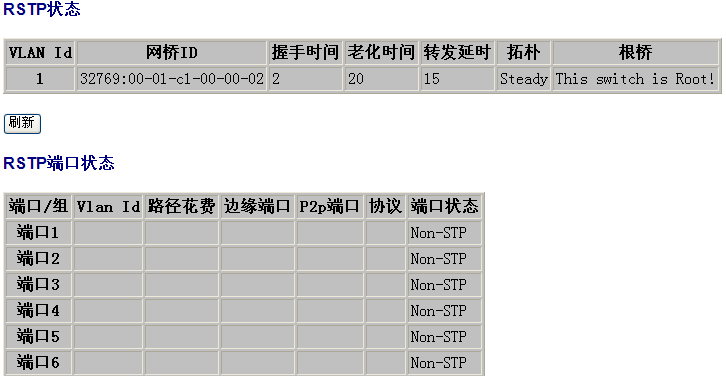 RSTP状态
VLAN Id 网桥ID 握手时间 老化时间 转发延时 拓朴 根桥
1 32769:00-01-c1-00-00-02 2 20 15 Steady This switch is Root!
刷新
RSTP端口状态
端口/组 Vlan Id 路径花费 边缘端口 P2p端口 协议 端口状态
端口1 Non-STP
端口2 Non-STP
端口3 Non-STP
端口4 Non-STP
端口5 Non-STP
端口6 Non-STP